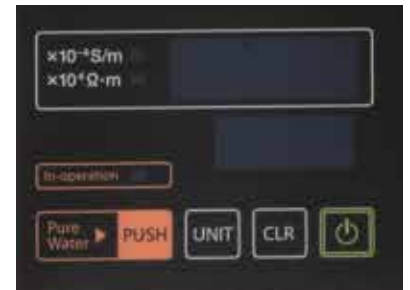 ×10⁻⁴S/m
×10⁴Ω·m
In-operation
Pure
Water ▶ PUSH UNIT CLR